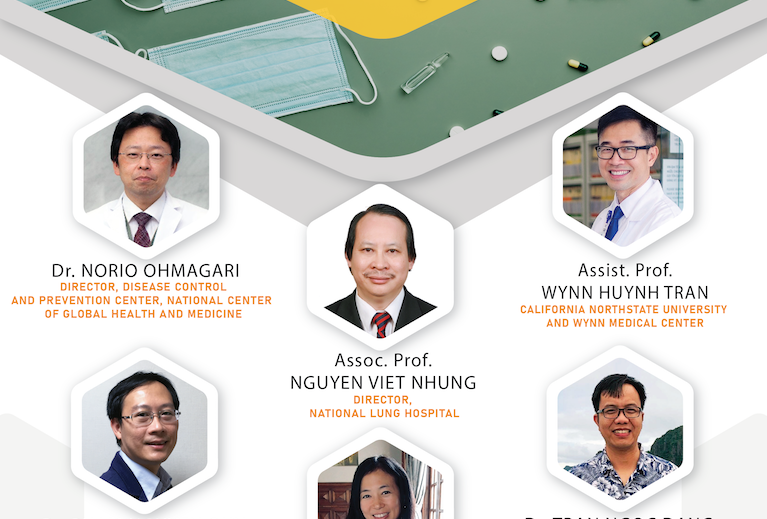 Dr. NORIO OHMAGARI
DIRECTOR, DISEASE CONTROL
AND PREVENTION CENTER, NATIONAL CENTER
OF GLOBAL HEALTH AND MEDICINE
Assist. Prof.
WYNN HUYNH TRAN
CALIFORNIA NORTHSTATE UNIVERSITY
AND WYNN MEDICAL CENTER
Assoc. Prof.
NGUYEN VIET NHUNG
DIRECTOR,
NATIONAL LUNG HOSPITAL